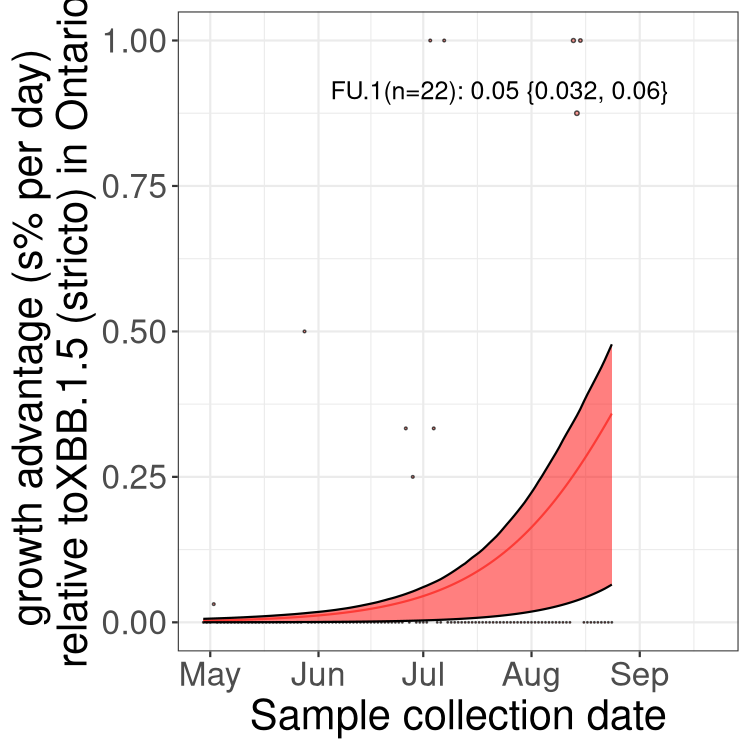 growth advantage (s% per day)
relative toXBB.1.5 (stricto) in Ontario
1.00
0.75
0.50
0.25
0.00
FU.1(n=22): 0.05 {0.032, 0.06}
May Jun Jul Aug Sep
Sample collection date